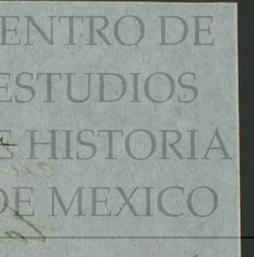 ENTRO DE
ESTUDIOS
E HISTORIA
DE MEXICO